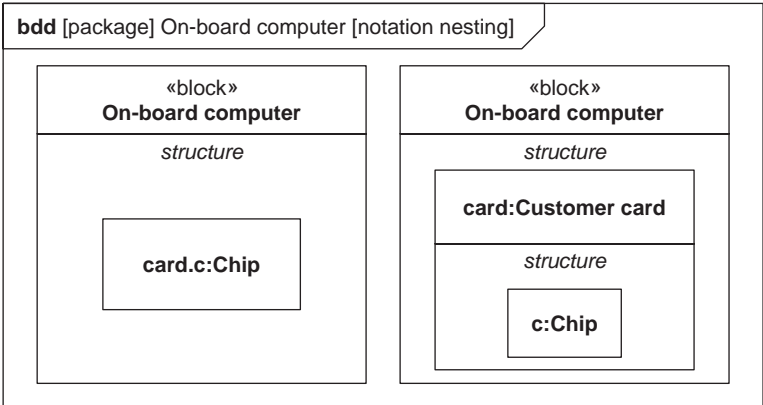 bdd [package] On-board computer [notation nesting]
«block»
On-board computer
structure
card.c:Chip
«block»
On-board computer
structure
card:Customer card
structure
c:Chip